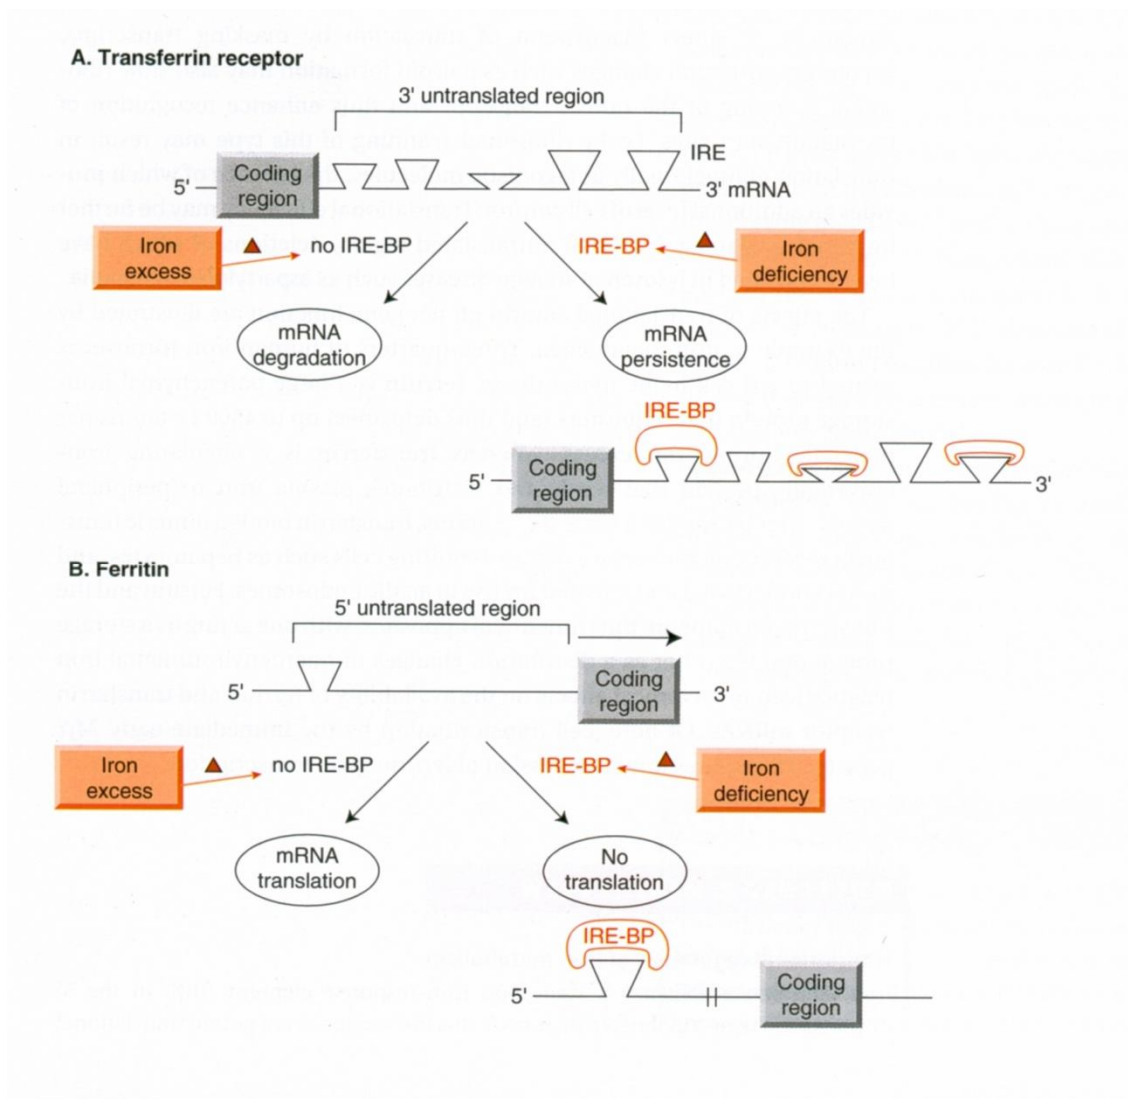 A. Transferrin receptor
3' untranslated region
IRE
5'
Coding
region
3' mRNA
Iron
excess
no IRE-BP
IRE-BP
Iron
deficiency
mRNA
degradation
mRNA
persistence
IRE-BP
5'
Coding
region
3'
B. Ferritin
5' untranslated region
5'
Coding
region
3'
Iron
excess
no IRE-BP
IRE-BP
Iron
deficiency
mRNA
translation
No
translation
IRE-BP
5'
Coding
region